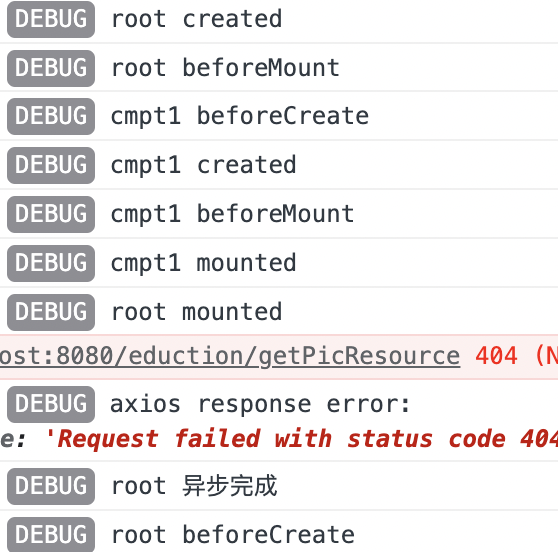 DEBUG root created
DEBUG root beforeMount
DEBUG cmpt1 beforeCreate
DEBUG cmpt1 created
DEBUG cmpt1 beforeMount
DEBUG cmpt1 mounted
DEBUG root mounted
ost:8080/eduction/getPicResource 404 (N
DEBUG axios response error:
e: 'Request failed with status code 404
DEBUG root 异步完成
DEBUG root beforeCreate